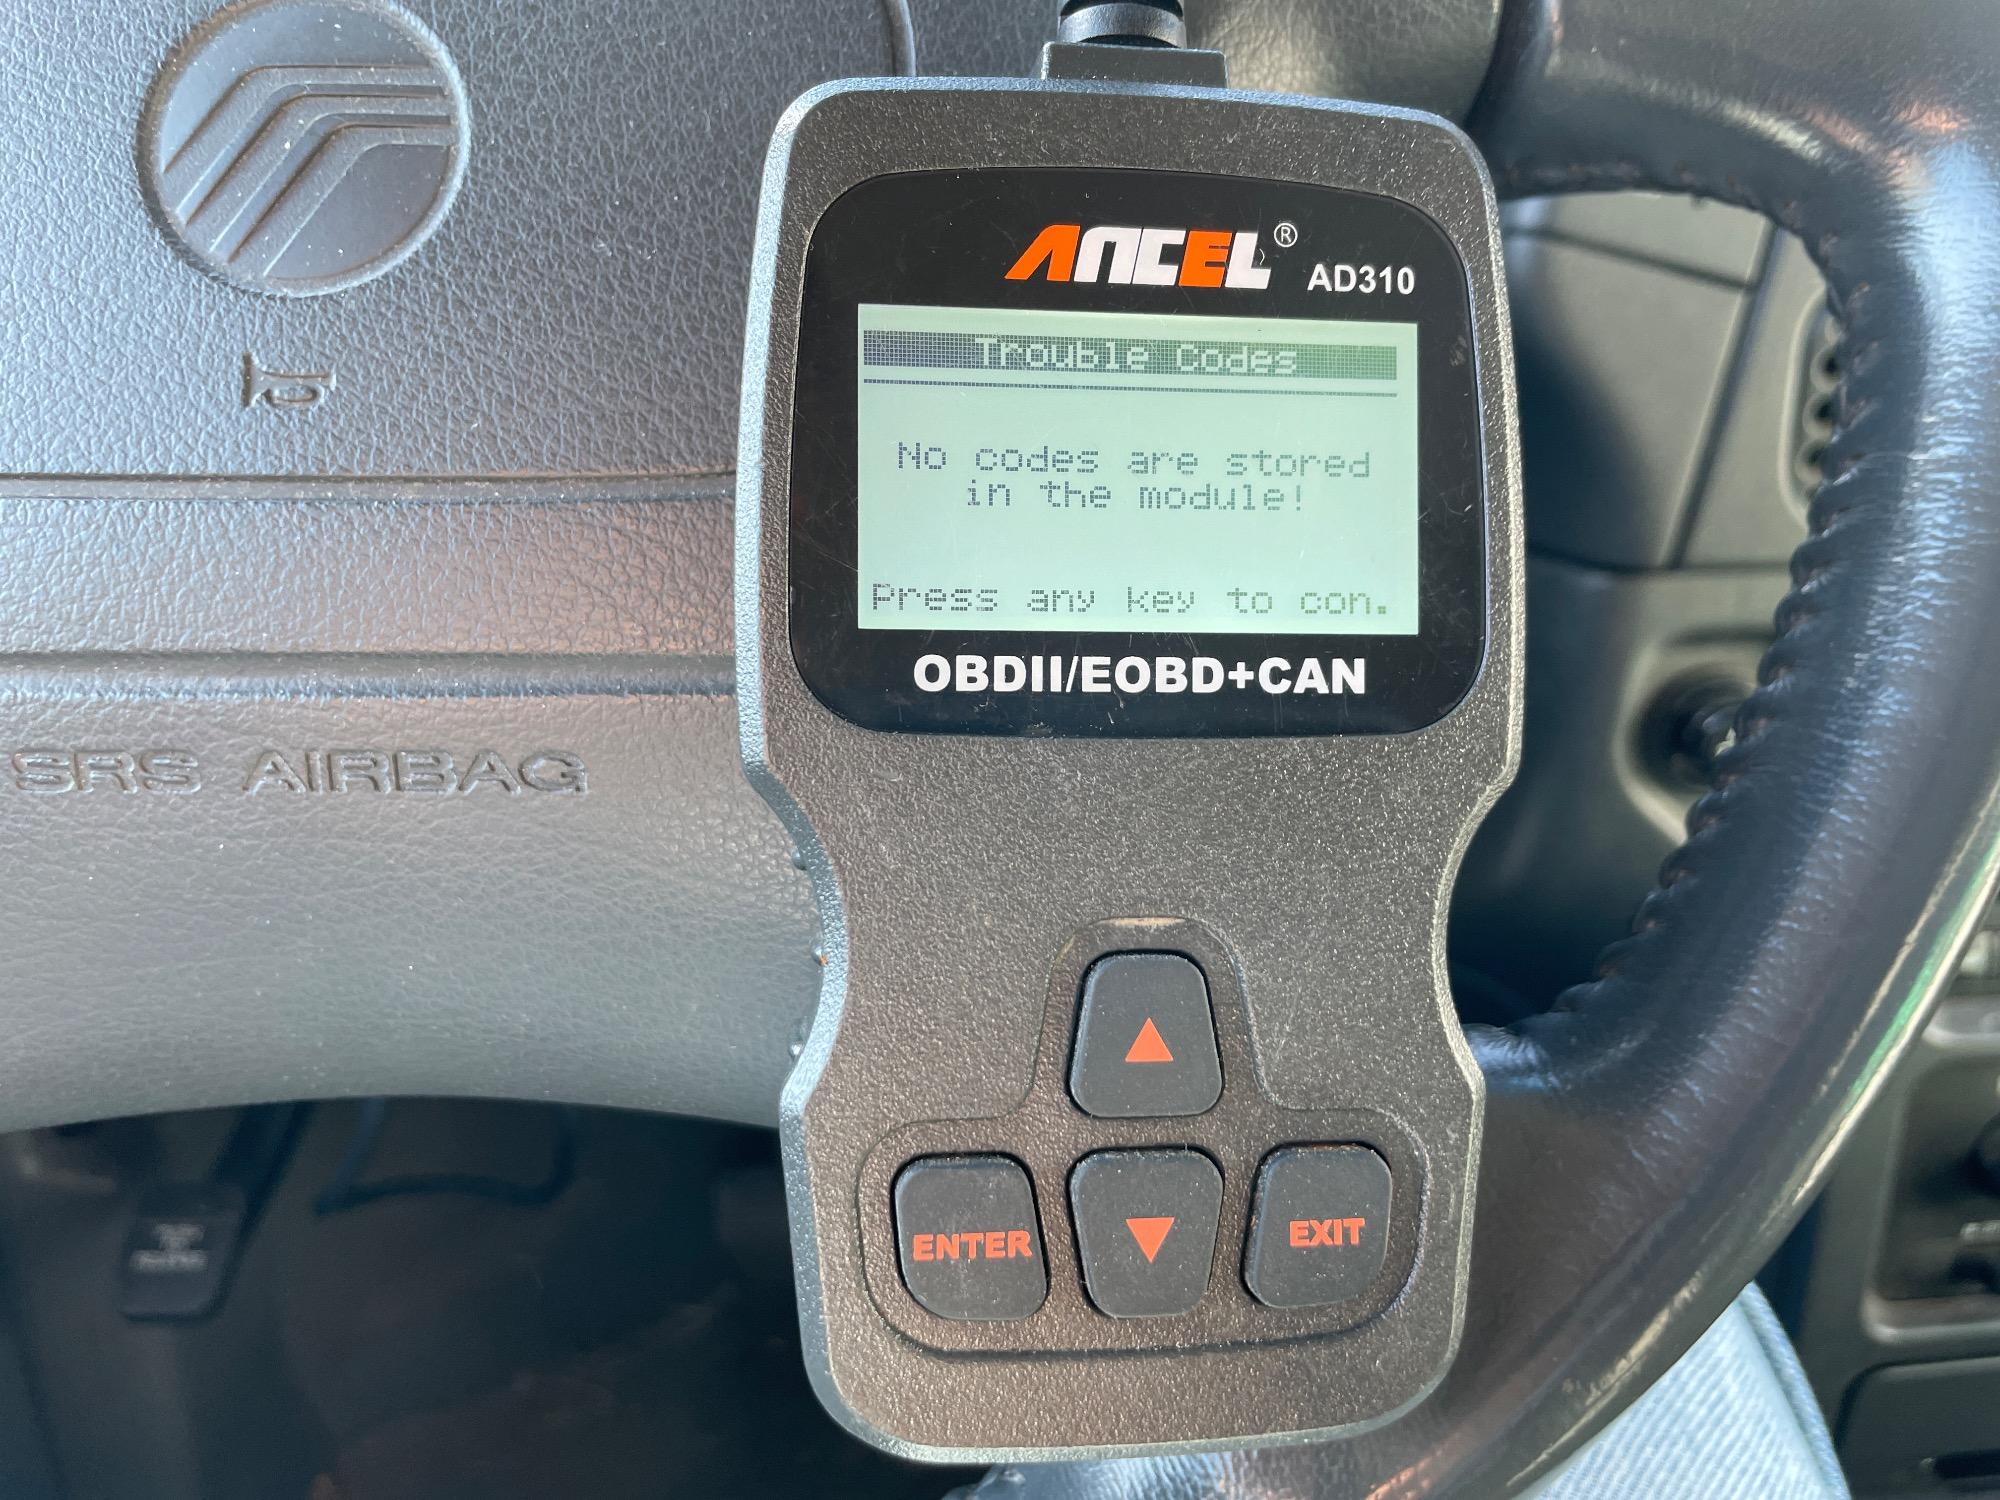 ANCEL® AD310
Trouble Codes
No codes are stored
in the module!
Press any key to con.
OBDII/EOBD+CAN
SRS AIRBAG
ENTER
EXIT